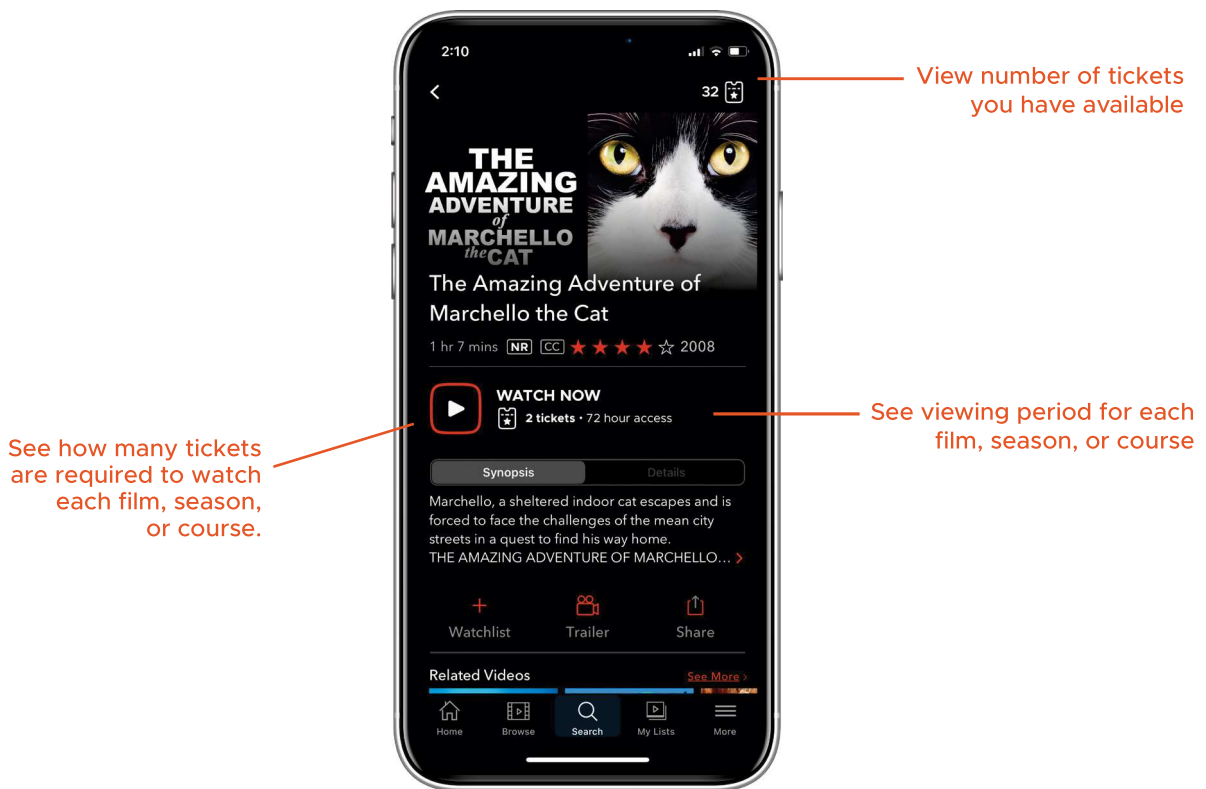 2:10
32
THE
AMAZING
ADVENTURE
of
MARCHELLO
the CAT
The Amazing Adventure of
Marchello the Cat
1 hr 7 mins NR CC 2008
WATCH NOW
2 tickets • 72 hour access
Synopsis Details
Marchello, a sheltered indoor cat escapes and is
forced to face the challenges of the mean city
streets in a quest to find his way home.
THE AMAZING ADVENTURE OF MARCHELLO...
Watchlist Trailer Share
Related Videos See More
Home Browse Search My Lists More
View number of tickets
you have available
See viewing period for each
film, season, or course
See how many tickets
are required to watch
each film, season,
or course.